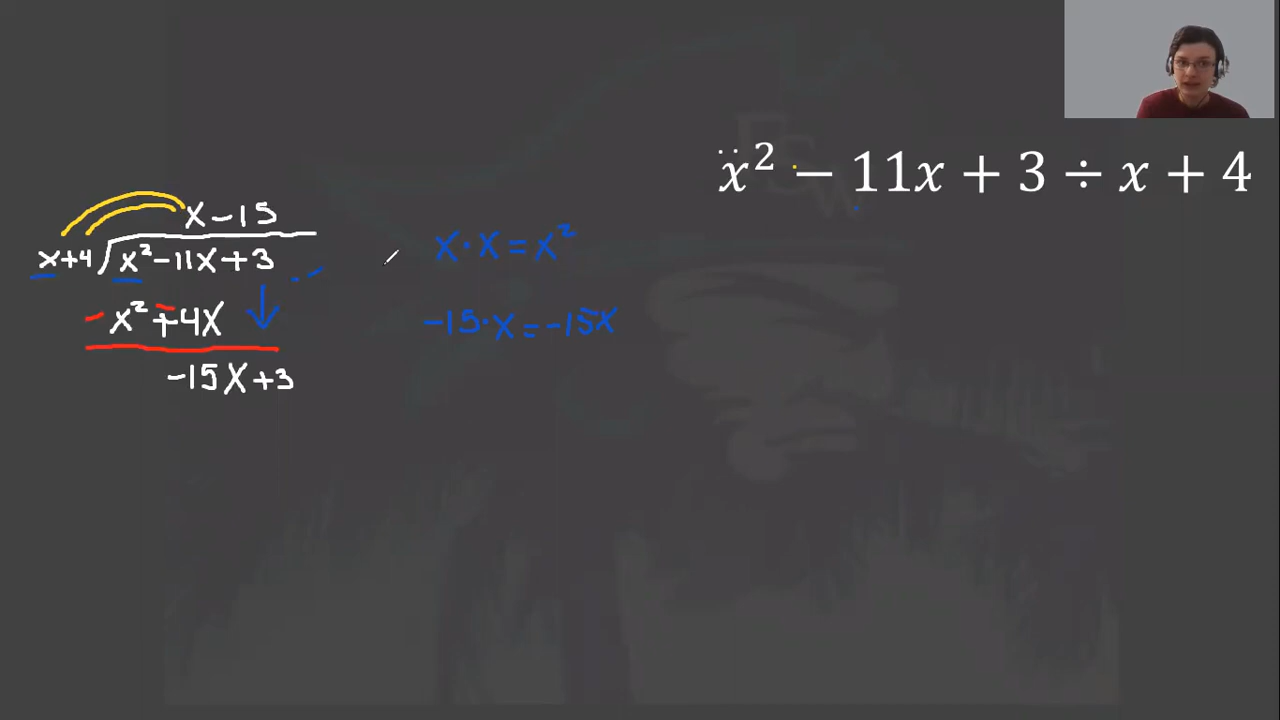 x² − 11x + 3 ÷ x + 4
x - 15
x+4 x² - 11x + 3
- x² + 4x
-15x + 3
x · x = x²
-15 · x = -15x